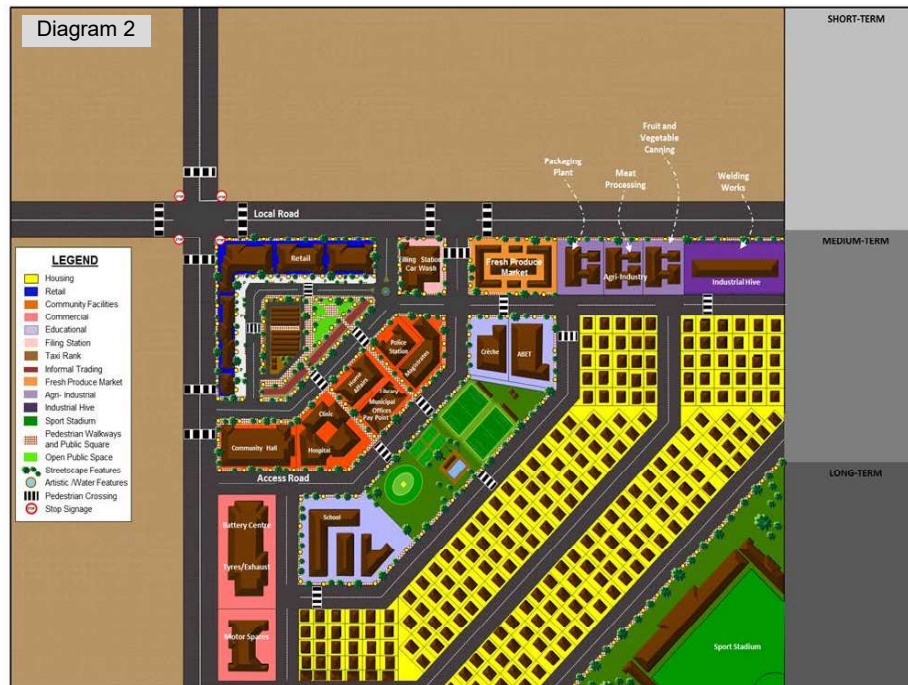 Diagram 2
SHORT-TERM
MEDIUM-TERM
LONG-TERM
Fruit and
Vegetable
Canning
Packaging
Plant
Meat
Processing
Welding
Works
Local Road
Retail
Filling Station
Car Wash
Fresh Produce
Market
Agri-Industry
Industrial Hive
LEGEND
Housing
Retail
Community Facilities
Commercial
Educational
Filing Station
Taxi Rank
Informal Trading
Fresh Produce Market
Agri- Industrial
Industrial Hive
Sport Stadium
Pedestrian Walkways
and Public Square
Open Public Space
Streetscape Features
Artistic /Water Features
Pedestrian Crossing
Stop Signage
Police
Station
Magistrates
Home
Affairs
Library
Municipal
Offices
Pay Point
Clinic
Hospital
Community Hall
Crèche
ABET
Access Road
School
Battery Centre
Tyres/Exhaust
Motor Spares
Sport Stadium